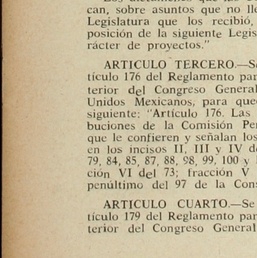 can, sobre asuntos que no lle
Legislatura que los recibió,
posición de la siguiente Legis
rácter de proyectos."
ARTICULO TERCERO.—Se
tículo 176 del Reglamento par
terior del Congreso General
Unidos Mexicanos, para que
siguiente: "Artículo 176. Las
buciones de la Comisión Pe
que le confieren y señalan los
en los incisos II, III y IV d
79, 84, 85, 87, 88, 98, 99, 100 y
ción VI del 73; fracción V
penúltimo del 97 de la Cons
ARTICULO CUARTO.—Se
tículo 179 del Reglamento par
terior del Congreso General